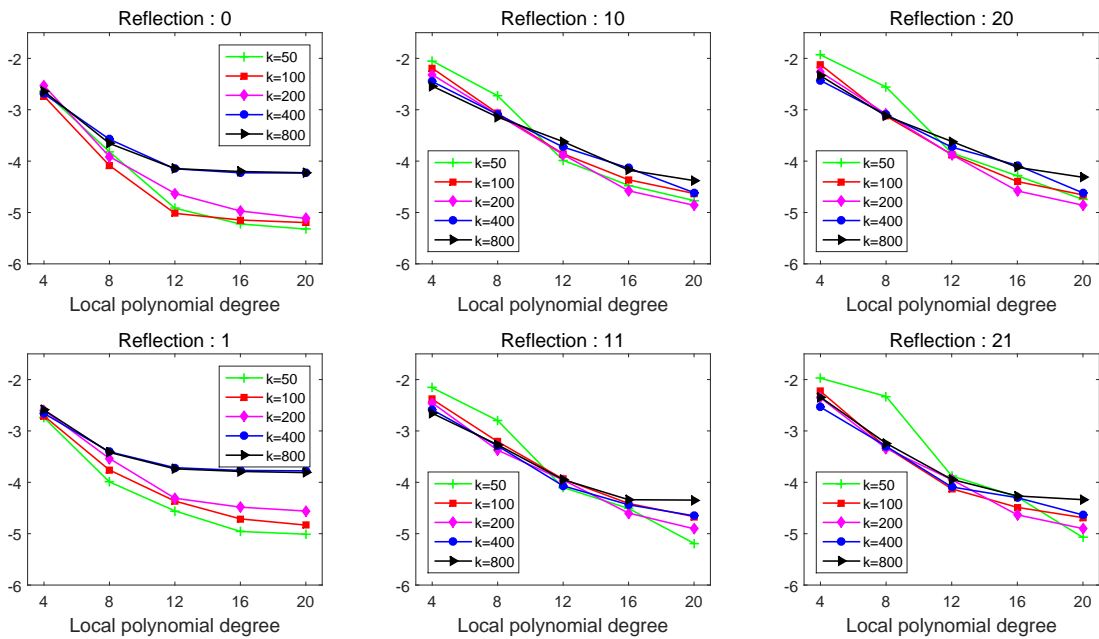 Reflection : 0
-2
-3
-4
-5
-6
k=50
k=100
k=200
k=400
k=800
4 8 12 16 20
Local polynomial degree
Reflection : 10
-2
-3
-4
-5
-6
k=50
k=100
k=200
k=400
k=800
4 8 12 16 20
Local polynomial degree
Reflection : 20
-2
-3
-4
-5
-6
k=50
k=100
k=200
k=400
k=800
4 8 12 16 20
Local polynomial degree
Reflection : 1
-2
-3
-4
-5
-6
k=50
k=100
k=200
k=400
k=800
4 8 12 16 20
Local polynomial degree
Reflection : 11
-2
-3
-4
-5
-6
k=50
k=100
k=200
k=400
k=800
4 8 12 16 20
Local polynomial degree
Reflection : 21
-2
-3
-4
-5
-6
k=50
k=100
k=200
k=400
k=800
4 8 12 16 20
Local polynomial degree